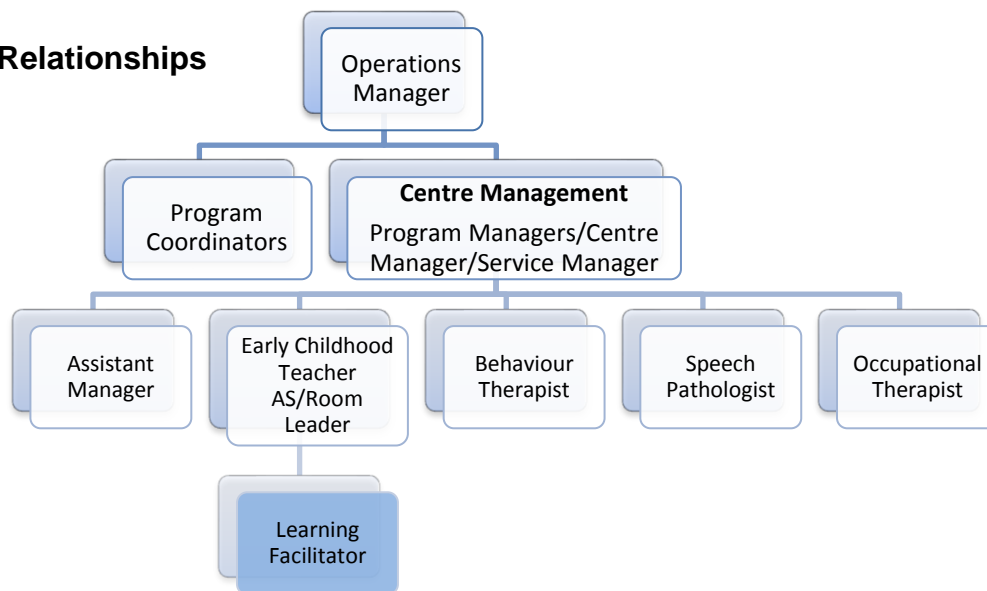 Relationships
Operations
Manager
Program
Coordinators
Centre Management
Program Managers/Centre
Manager/Service Manager
Assistant
Manager
Early Childhood
Teacher
AS/Room
Leader
Behaviour
Therapist
Speech
Pathologist
Occupational
Therapist
Learning
Facilitator